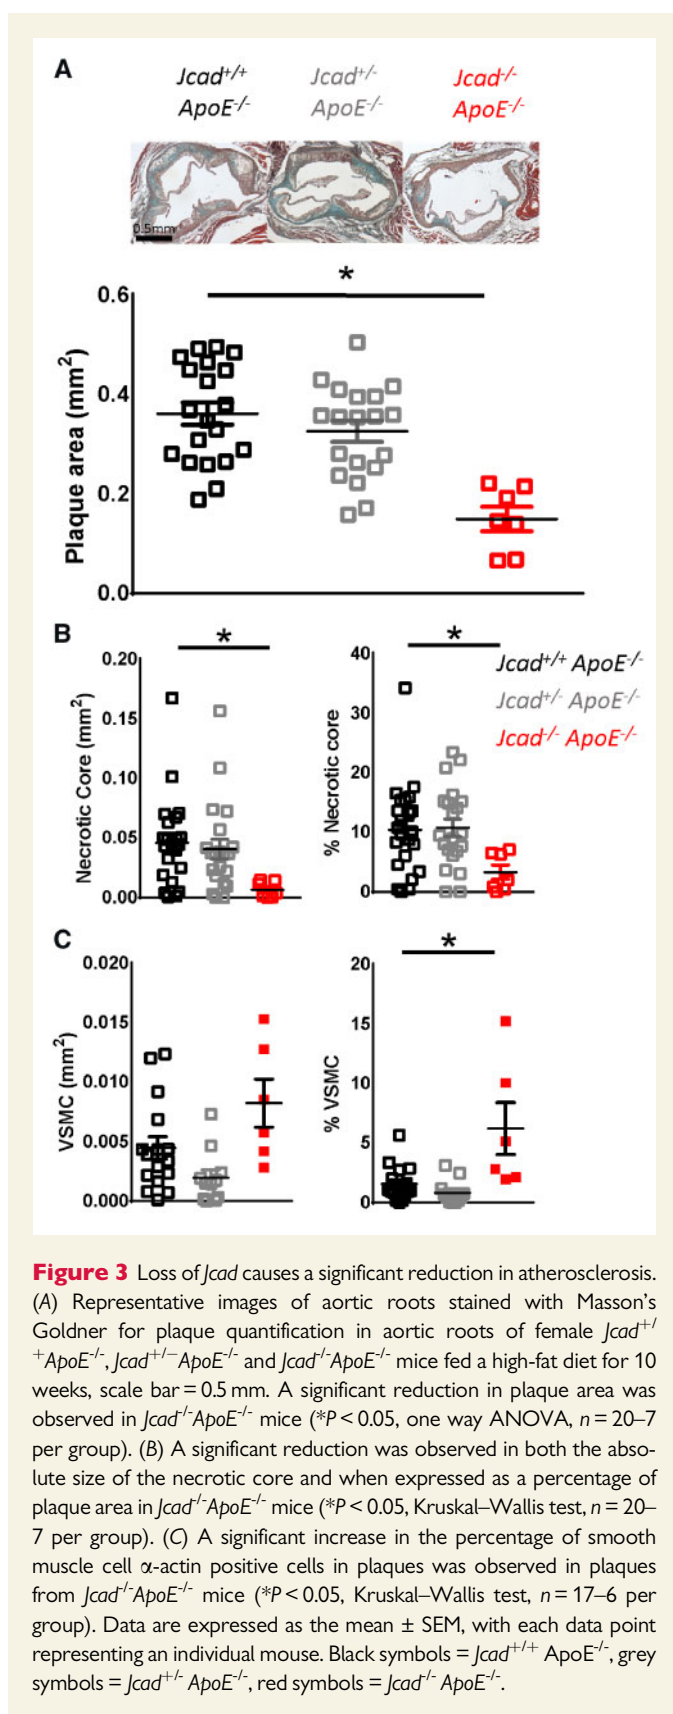 A
Jcad+/+ Jcad+/- Jcad-/-
ApoE-/- ApoE-/- ApoE-/-
0.5mm
*
Plaque area (mm2)
0.6
0.4
0.2
0.0
B
*
Necrotic Core (mm2)
0.20
0.15
0.10
0.05
0.00
*
% Necrotic core
40
30
20
10
0
Jcad+/+ ApoE-/-
Jcad+/- ApoE-/-
Jcad-/- ApoE-/-
C
VSMC (mm2)
0.020
0.015
0.010
0.005
0.000
*
% VSMC
20
15
10
5
0
Figure 3 Loss of Jcad causes a significant reduction in atherosclerosis.
(A) Representative images of aortic roots stained with Masson's
Goldner for plaque quantification in aortic roots of female Jcad+/
+ApoE-/-, Jcad+/−ApoE-/- and Jcad-/-ApoE-/- mice fed a high-fat diet for 10
weeks, scale bar = 0.5 mm. A significant reduction in plaque area was
observed in Jcad-/-ApoE-/- mice (*P < 0.05, one way ANOVA, n = 20–7
per group). (B) A significant reduction was observed in both the abso-
lute size of the necrotic core and when expressed as a percentage of
plaque area in Jcad-/-ApoE-/- mice (*P < 0.05, Kruskal–Wallis test, n = 20–
7 per group). (C) A significant increase in the percentage of smooth
muscle cell α-actin positive cells in plaques was observed in plaques
from Jcad-/-ApoE-/- mice (*P < 0.05, Kruskal–Wallis test, n = 17–6 per
group). Data are expressed as the mean ± SEM, with each data point
representing an individual mouse. Black symbols = Jcad+/+ ApoE-/-, grey
symbols = Jcad+/- ApoE-/-, red symbols = Jcad-/- ApoE-/-.